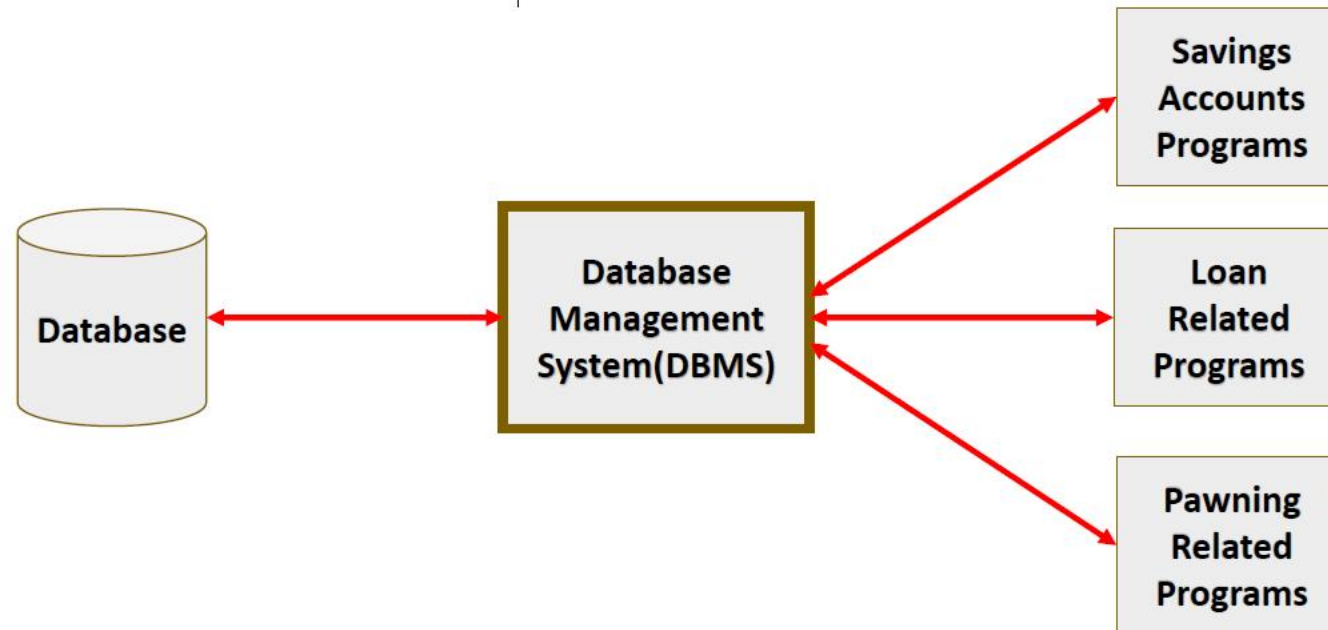 Database
Database
Management
System(DBMS)
Savings
Accounts
Programs
Loan
Related
Programs
Pawning
Related
Programs